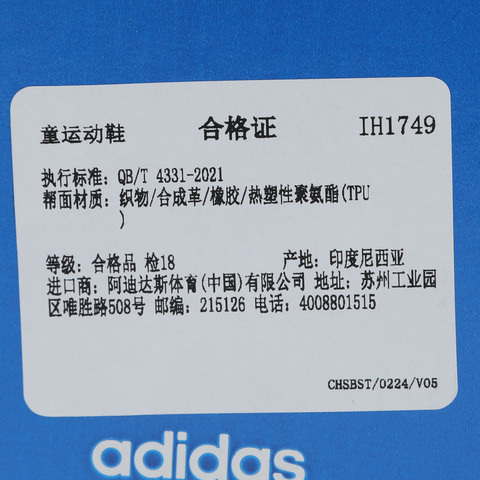 童运动鞋 合格证 IH1749
执行标准: QB/T 4331-2021
帮面材质: 织物/合成革/橡胶/热塑性聚氨酯(TPU
)
等级: 合格品 检18 产地: 印度尼西亚
进口商: 阿迪达斯体育(中国)有限公司 地址: 苏州工业园
区唯胜路508号 邮编: 215126 电话: 4008801515
CHSBST/0224/V05
adidas